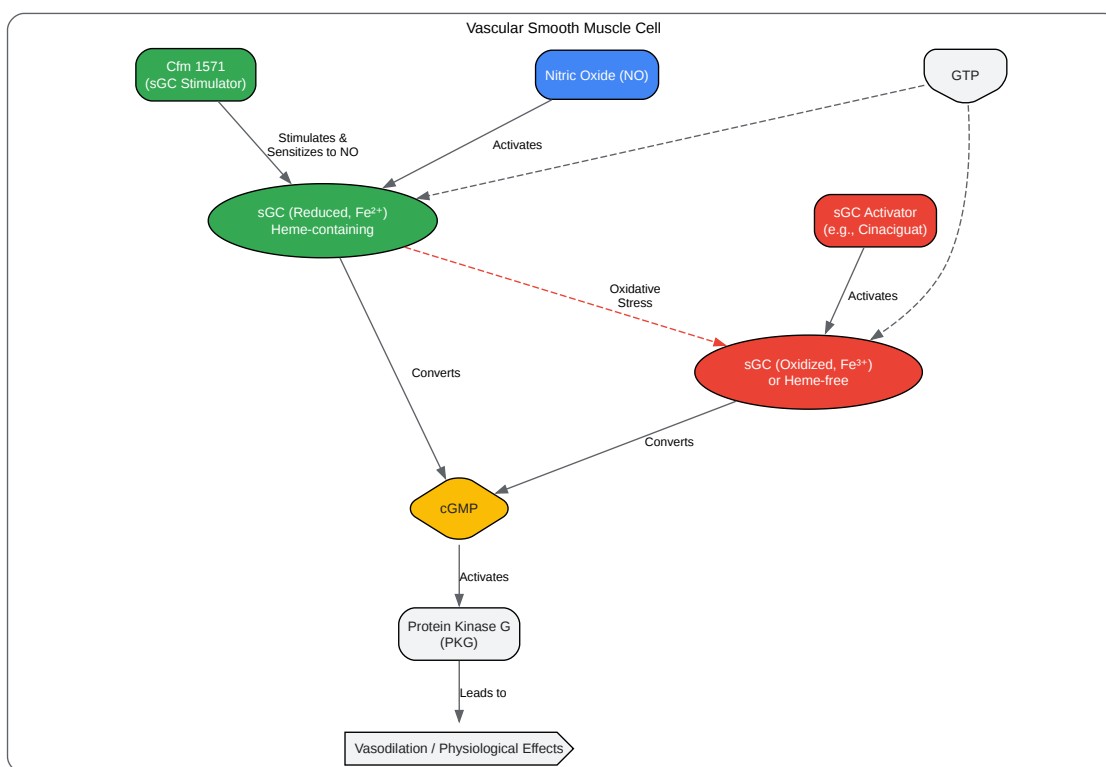 Vascular Smooth Muscle Cell
Cfm 1571
(sGC Stimulator)
Nitric Oxide (NO)
GTP
Stimulates &
Sensitizes to NO
Activates
sGC (Reduced, Fe²⁺)
Heme-containing
sGC Activator
(e.g., Cinaciguat)
Oxidative
Stress
Activates
sGC (Oxidized, Fe³⁺)
or Heme-free
Converts
Converts
cGMP
Activates
Protein Kinase G
(PKG)
Leads to
Vasodilation / Physiological Effects